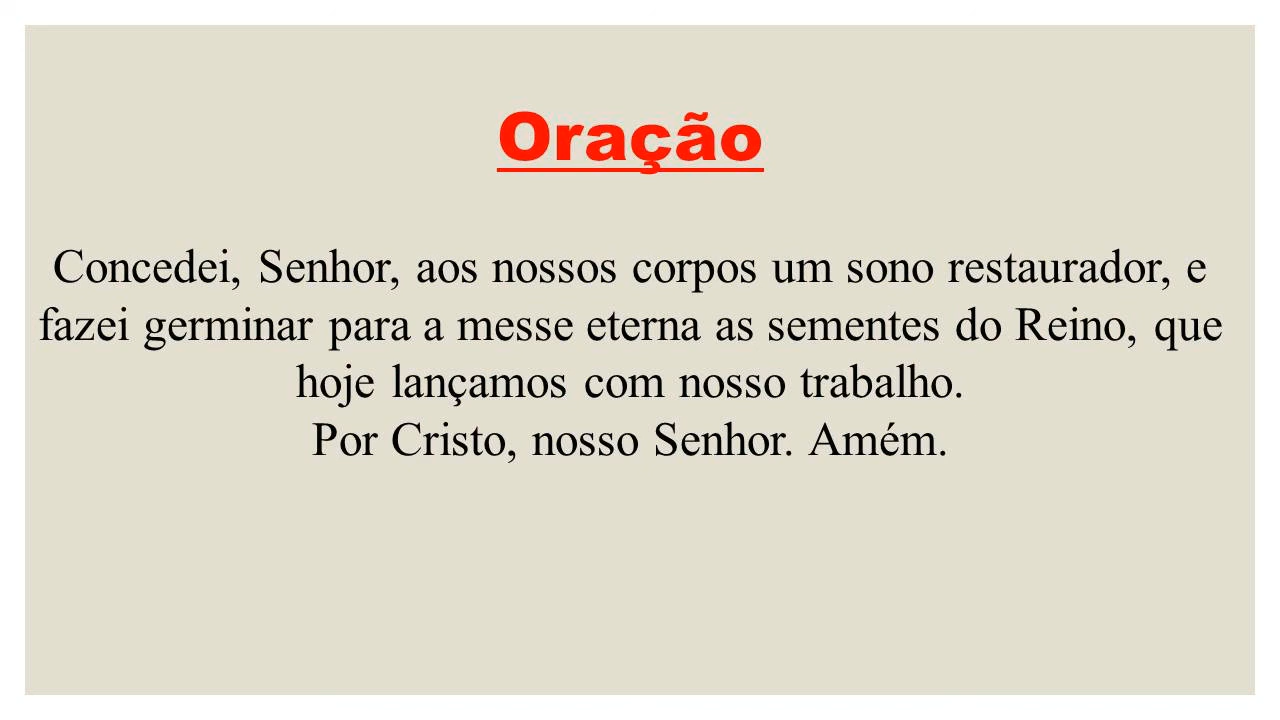 Oração
Concedei, Senhor, aos nossos corpos um sono restaurador, e
fazei germinar para a messe eterna as sementes do Reino, que
hoje lançamos com nosso trabalho.
Por Cristo, nosso Senhor. Amém.